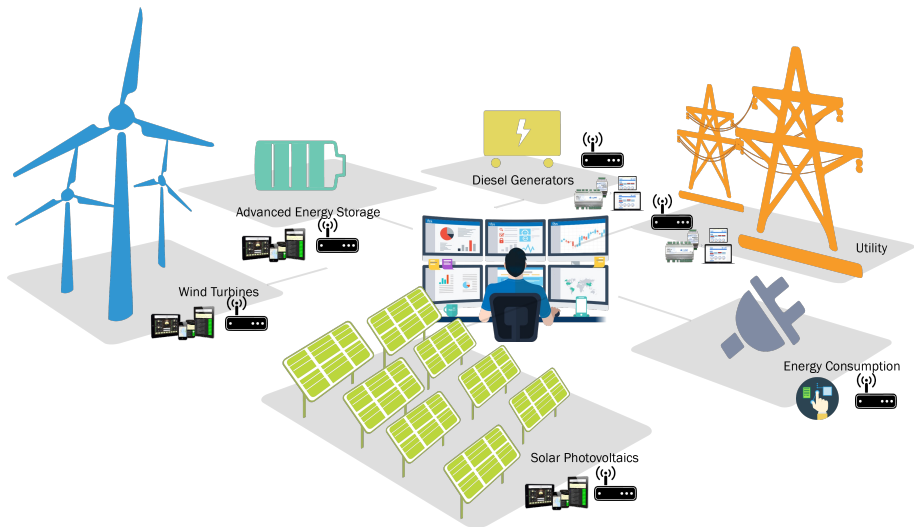 Diesel Generators
Advanced Energy Storage
Utility
Wind Turbines
Energy Consumption
Solar Photovoltaics